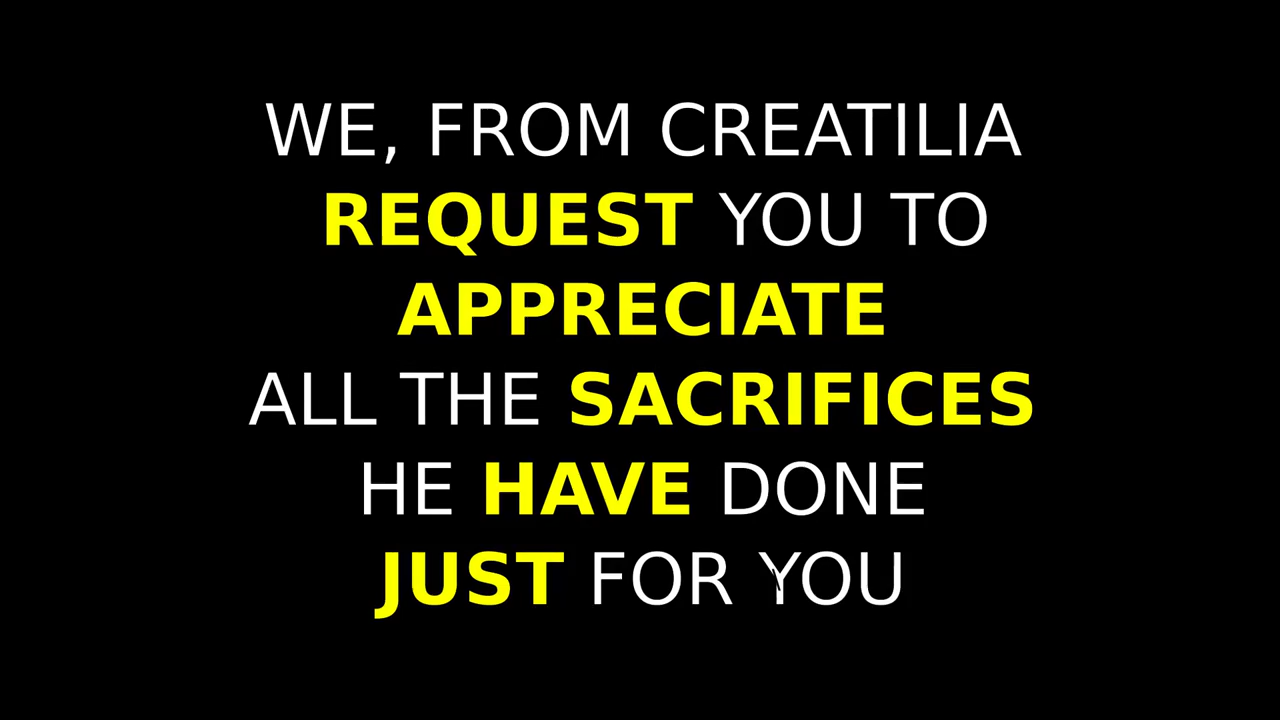 WE, FROM CREATILIA
REQUEST YOU TO
APPRECIATE
ALL THE SACRIFICES
HE HAVE DONE
JUST FOR YOU